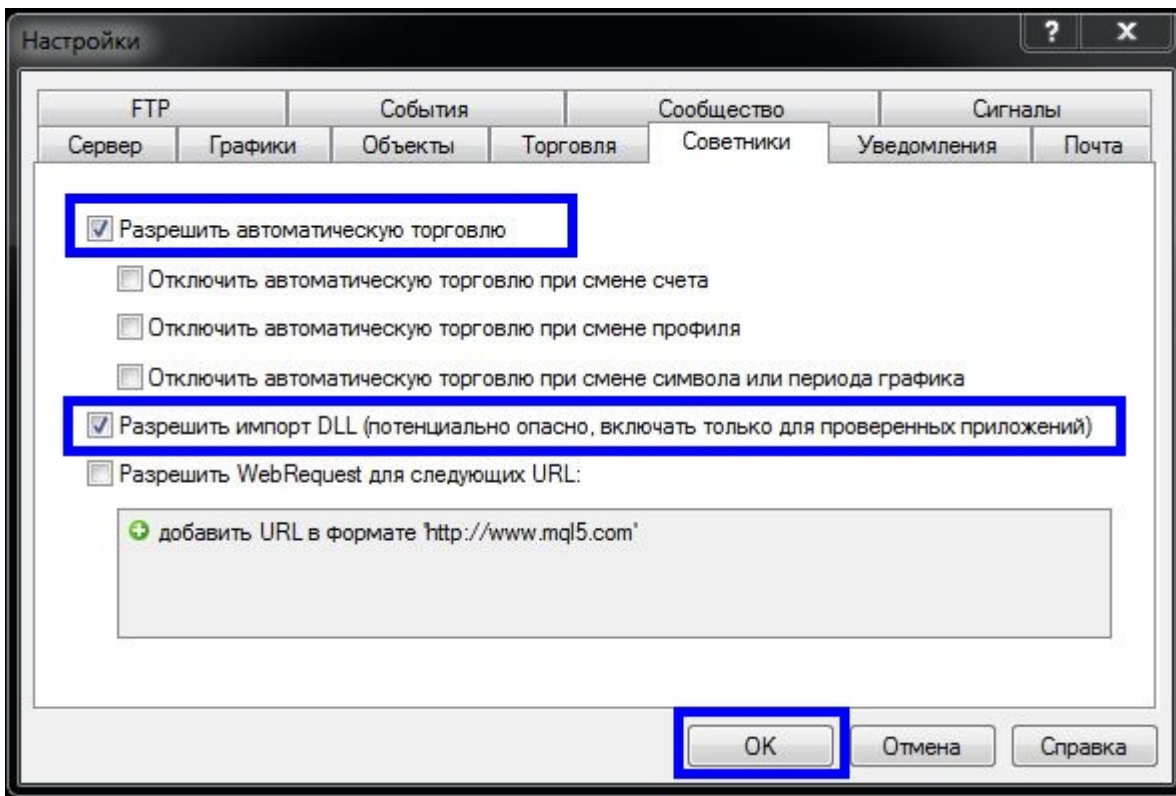 Настройки
? x
FTP События Сообщество Сигналы
Сервер Графики Объекты Торговля Советники Уведомления Почта
Разрешить автоматическую торговлю
Отключить автоматическую торговлю при смене счета
Отключить автоматическую торговлю при смене профиля
Отключить автоматическую торговлю при смене символа или периода графика
Разрешить импорт DLL (потенциально опасно, включать только для проверенных приложений)
Разрешить WebRequest для следующих URL:
добавить URL в формате 'http://www.mql5.com'
OK Отмена Справка